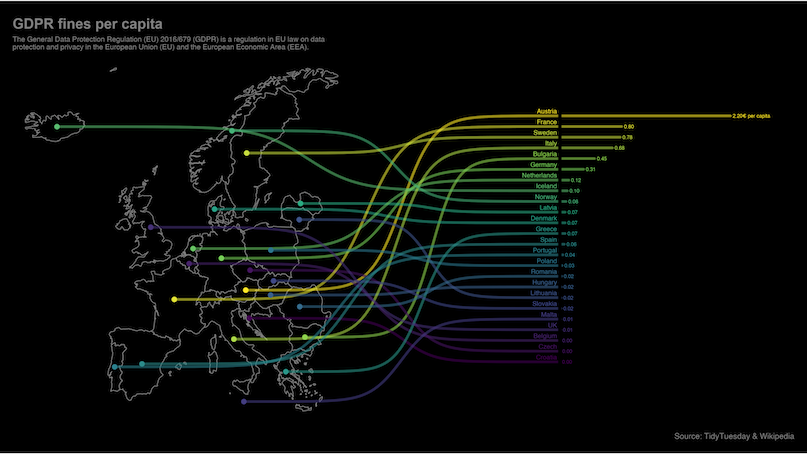 GDPR fines per capita
The General Data Protection Regulation (EU) 2016/679 (GDPR) is a regulation in EU law on data
protection and privacy in the European Union (EU) and the European Economic Area (EEA).
Austria 2.29€ per capita
France 0.80
Sweden 0.78
Italy 0.68
Bulgaria 0.45
Germany 0.31
Netherlands 0.12
Iceland 0.10
Norway 0.08
Latvia 0.07
Denmark 0.07
Greece 0.07
Spain 0.06
Portugal 0.04
Poland 0.03
Romania 0.02
Hungary 0.02
Lithuania 0.02
Slovakia 0.02
Malta 0.01
UK 0.01
Belgium 0.00
Czech 0.00
Croatia 0.00
Source: TidyTuesday & Wikipedia